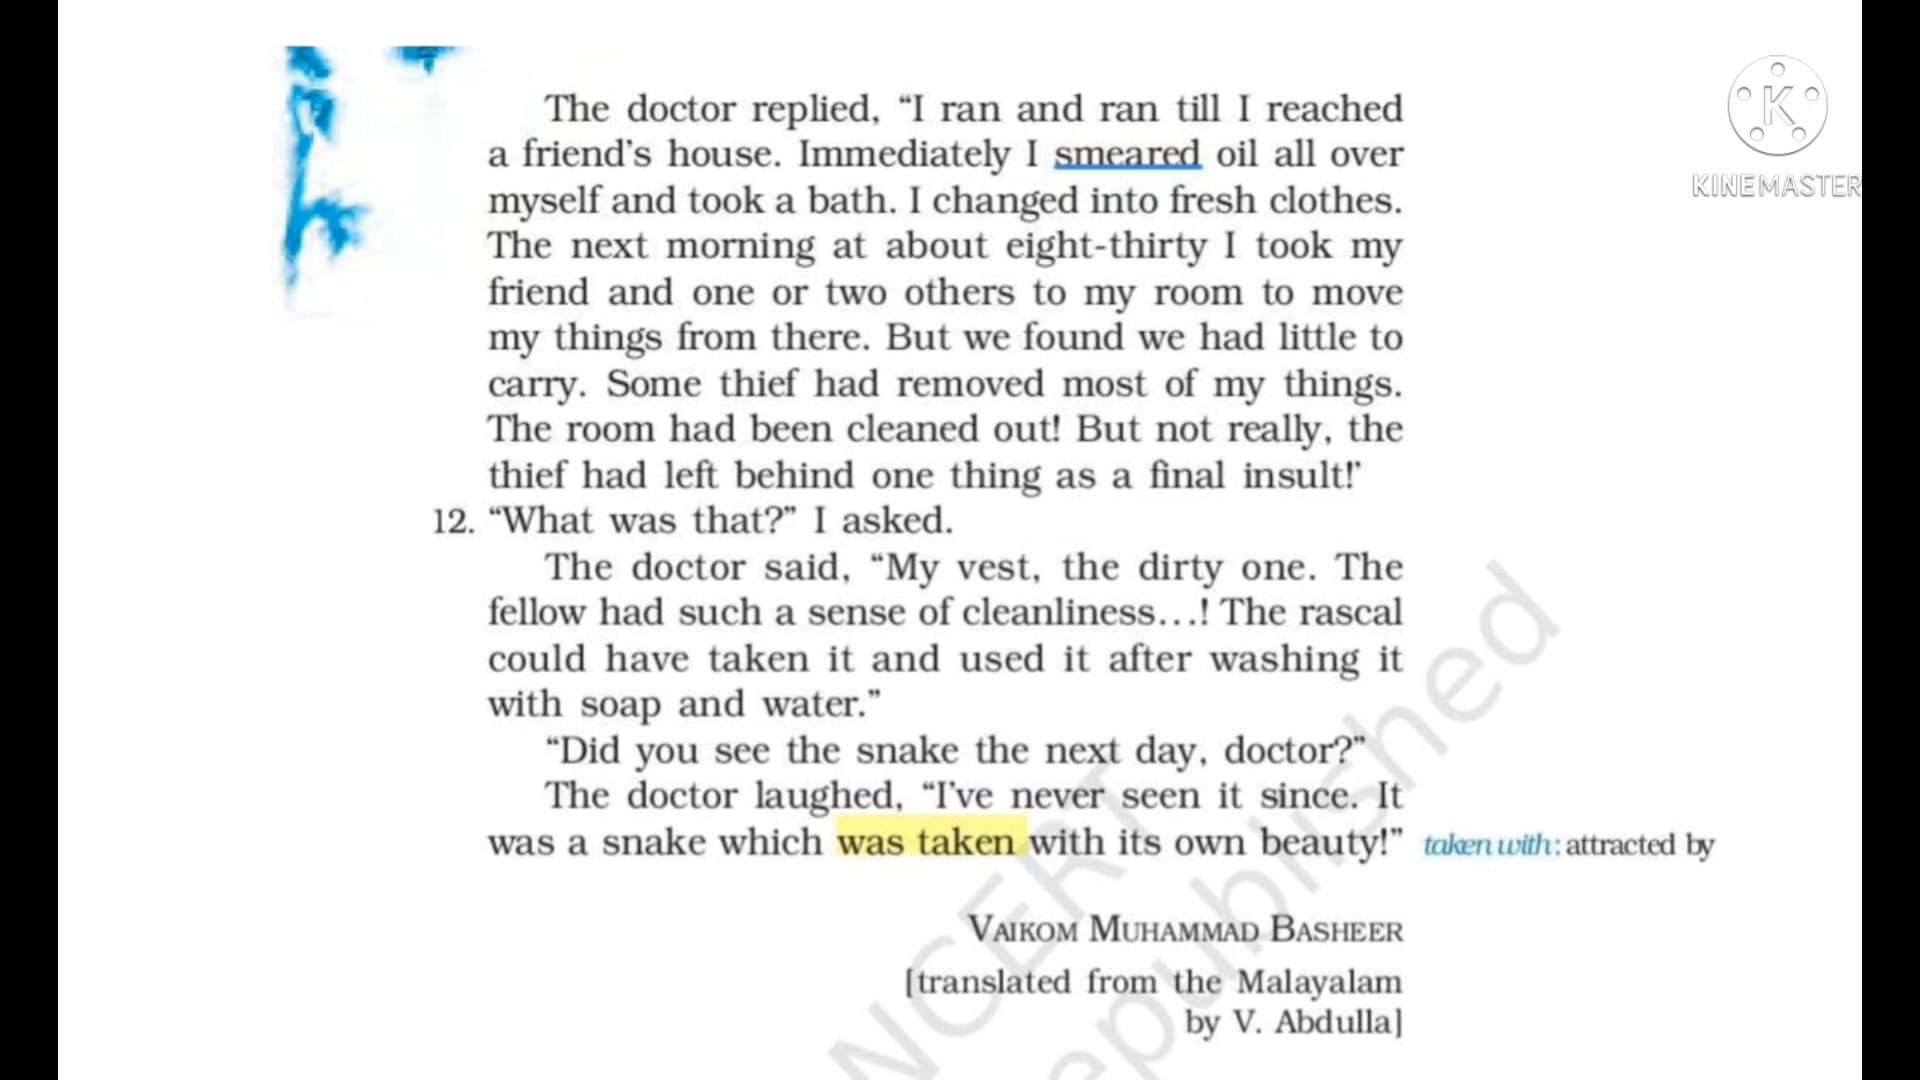 The doctor replied, “I ran and ran till I reached
a friend’s house. Immediately I smeared oil all over
myself and took a bath. I changed into fresh clothes.
The next morning at about eight-thirty I took my
friend and one or two others to my room to move
my things from there. But we found we had little to
carry. Some thief had removed most of my things.
The room had been cleaned out! But not really, the
thief had left behind one thing as a final insult!’
12. “What was that?” I asked.
The doctor said, “My vest, the dirty one. The
fellow had such a sense of cleanliness...! The rascal
could have taken it and used it after washing it
with soap and water.”
“Did you see the snake the next day, doctor?”
The doctor laughed, “I’ve never seen it since. It
was a snake which was taken with its own beauty!” taken with: attracted by
VAIKOM MUHAMMAD BASHEER
[translated from the Malayalam
by V. Abdulla]
K
KINEMASTER
NCERT
republished